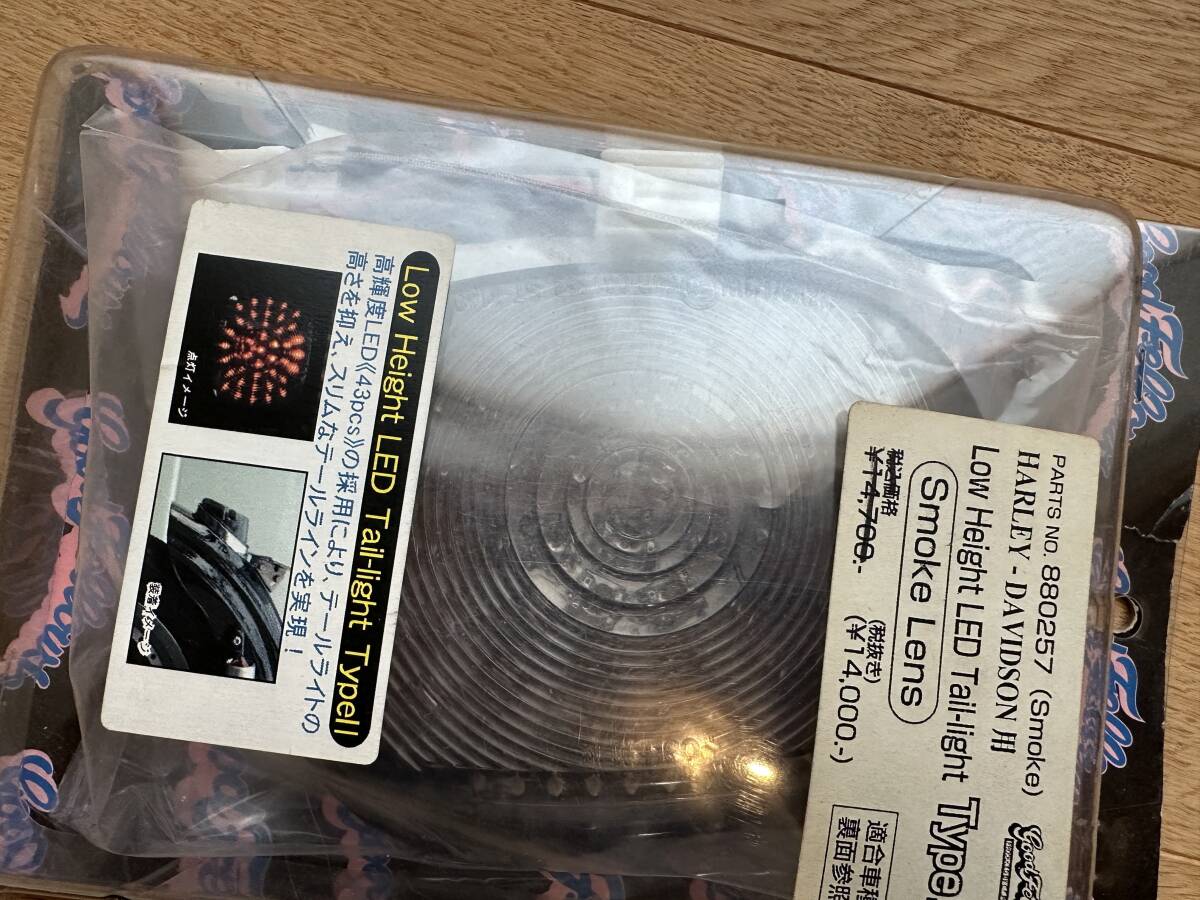 Low Height LED Tail-light TypeII
高輝度LED《43pcs》の採用により、テールライトの
高さを抑え、スリムなテールラインを実現！
点灯イメージ
装着イメージ
PARTS NO. 880257 (Smoke)
HARLEY-DAVIDSON用
Low Height LED Tail-light Type
Smoke Lens
税込価格 (税抜き)
¥14,700.- (¥14,000.-)
適合車種
裏面参照